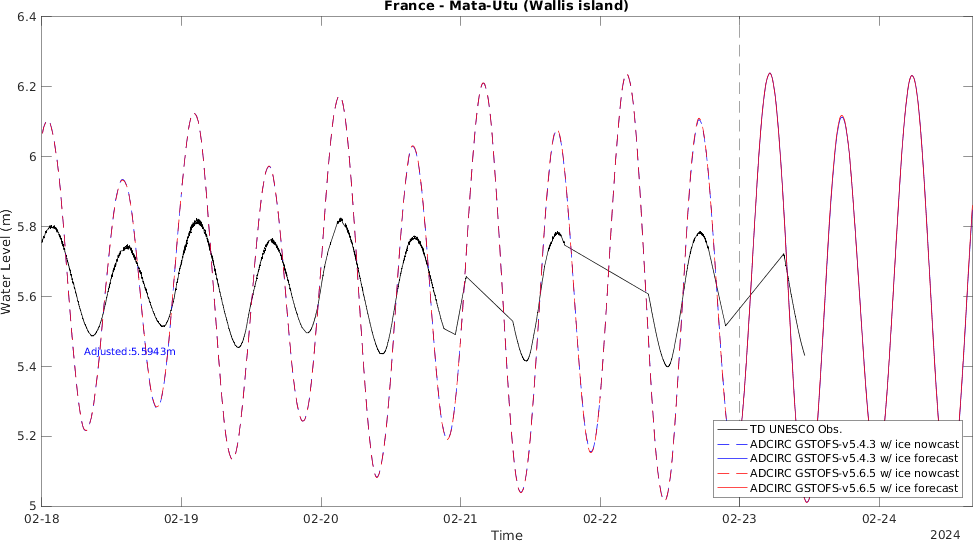 France - Mata-Utu (Wallis island)
Water Level (m)
6.4
6.2
6
5.8
5.6
5.4
5.2
5
Adjusted:5.5943m
TD UNESCO Obs.
ADCIRC GSTOFS-v5.4.3 w/ ice nowcast
ADCIRC GSTOFS-v5.4.3 w/ ice forecast
ADCIRC GSTOFS-v5.6.5 w/ ice nowcast
ADCIRC GSTOFS-v5.6.5 w/ ice forecast
02-18 02-19 02-20 02-21 02-22 02-23 02-24
Time
2024